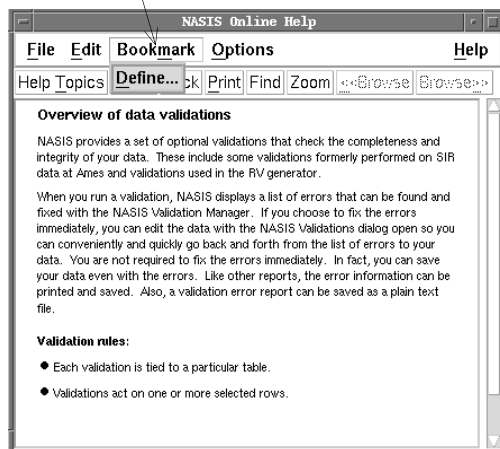 NASIS Online Help
File Edit Bookmark Options Help
Help Topics Define... ck Print Find Zoom <<Browse Browse>>
Overview of data validations
NASIS provides a set of optional validations that check the completeness and
integrity of your data. These include some validations formerly performed on SIR
data at Ames and validations used in the RV generator.
When you run a validation, NASIS displays a list of errors that can be found and
fixed with the NASIS Validation Manager. If you choose to fix the errors
immediately, you can edit the data with the NASIS Validations dialog open so you
can conveniently and quickly go back and forth from the list of errors to your
data. You are not required to fix the errors immediately. In fact, you can save
your data even with the errors. Like other reports, the error information can be
printed and saved. Also, a validation error report can be saved as a plain text
file.
Validation rules:
● Each validation is tied to a particular table.
● Validations act on one or more selected rows.